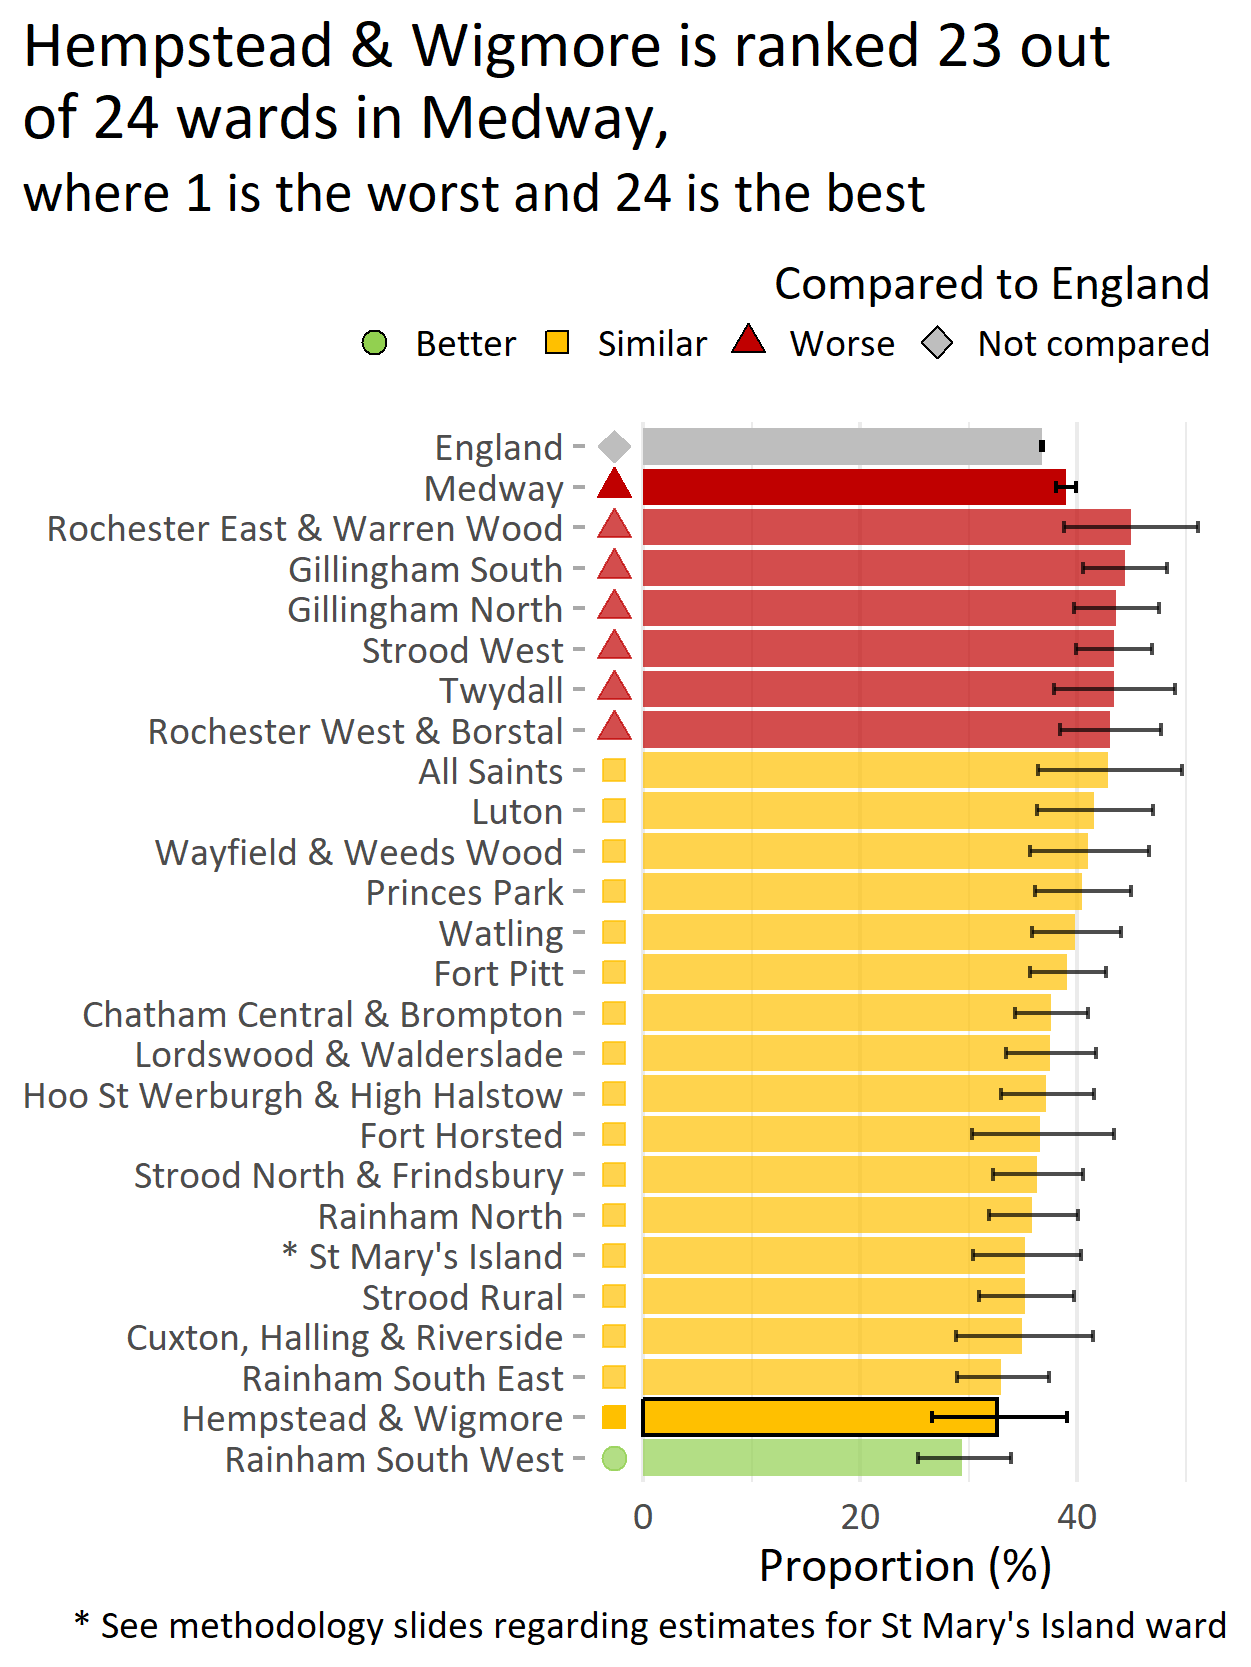 Hempstead & Wigmore is ranked 23 out
of 24 wards in Medway,
where 1 is the worst and 24 is the best
Compared to England
Better Similar Worse Not compared
England
Medway
Rochester East & Warren Wood
Gillingham South
Gillingham North
Strood West
Twydall
Rochester West & Borstal
All Saints
Luton
Wayfield & Weeds Wood
Princes Park
Watling
Fort Pitt
Chatham Central & Brompton
Lordswood & Walderslade
Hoo St Werburgh & High Halstow
Fort Horsted
Strood North & Frindsbury
Rainham North
* St Mary's Island
Strood Rural
Cuxton, Halling & Riverside
Rainham South East
Hempstead & Wigmore
Rainham South West
0 20 40
Proportion (%)
* See methodology slides regarding estimates for St Mary's Island ward